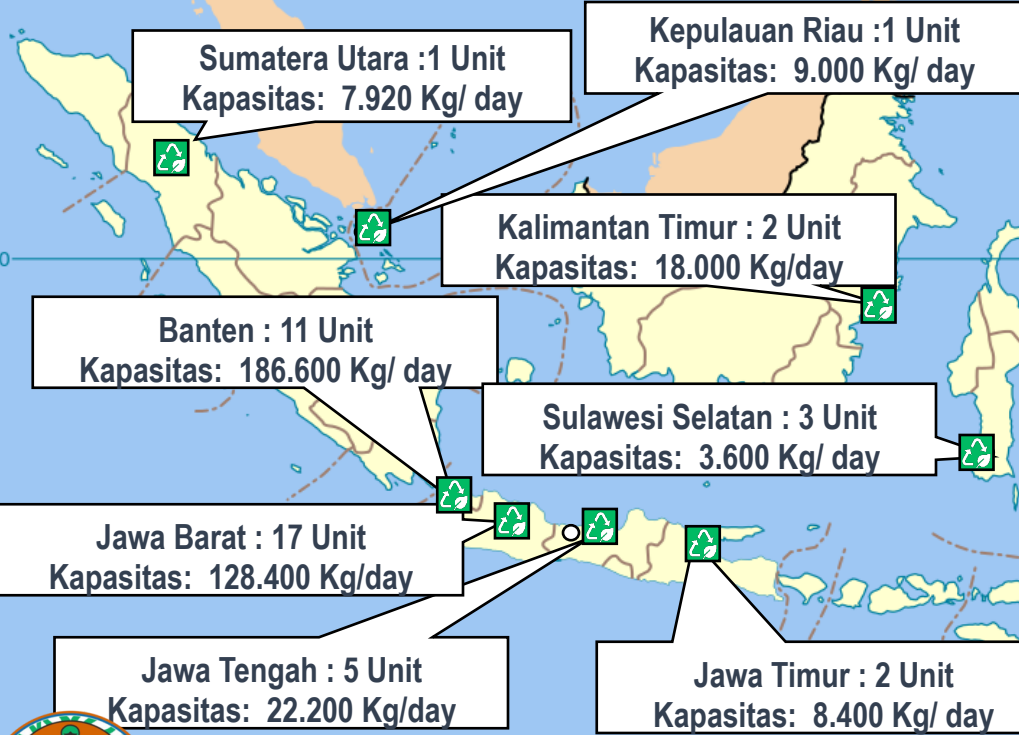 Kepulauan Riau :1 Unit
Kapasitas: 9.000 Kg/ day
Sumatera Utara :1 Unit
Kapasitas: 7.920 Kg/ day
Kalimantan Timur : 2 Unit
Kapasitas: 18.000 Kg/day
0
Banten : 11 Unit
Kapasitas: 186.600 Kg/ day
Sulawesi Selatan : 3 Unit
Kapasitas: 3.600 Kg/ day
Jawa Barat : 17 Unit
Kapasitas: 128.400 Kg/day
Jawa Tengah : 5 Unit
Kapasitas: 22.200 Kg/day
Jawa Timur : 2 Unit
Kapasitas: 8.400 Kg/ day